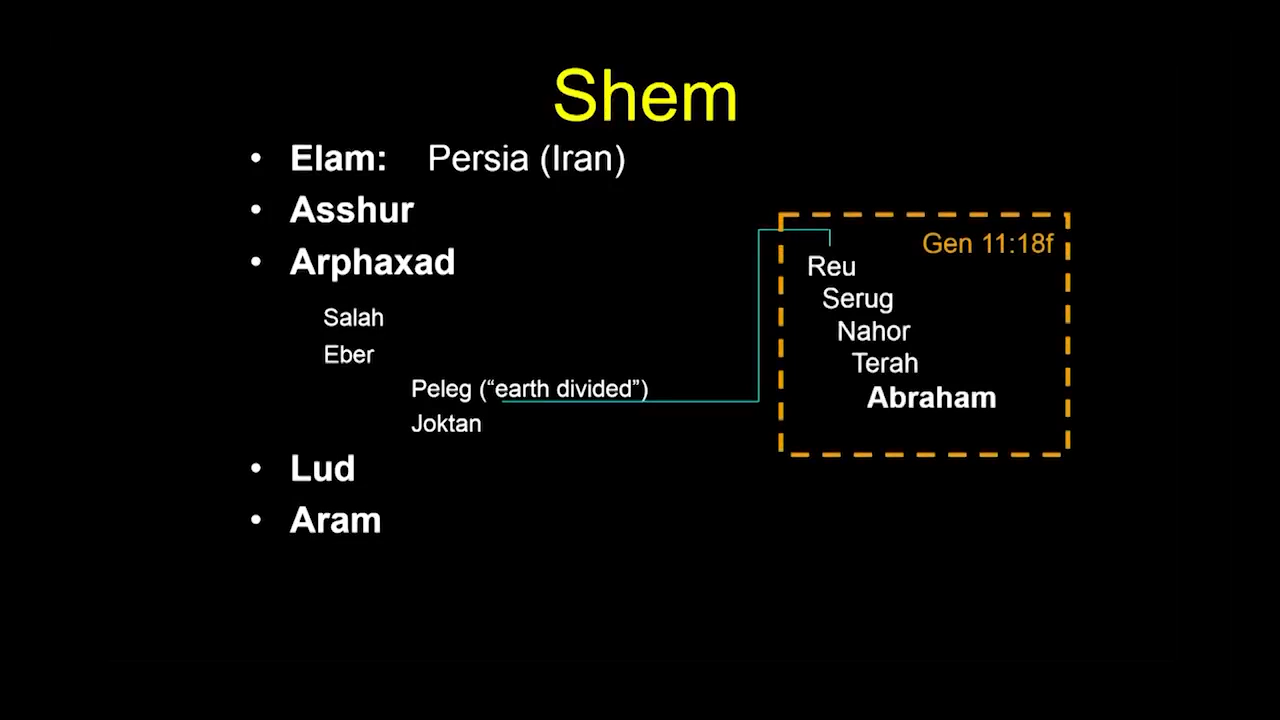 Shem
• Elam: Persia (Iran)
• Asshur
• Arphaxad
Salah
Eber
Peleg (“earth divided”)
Joktan
• Lud
• Aram
Gen 11:18f
Reu
Serug
Nahor
Terah
Abraham